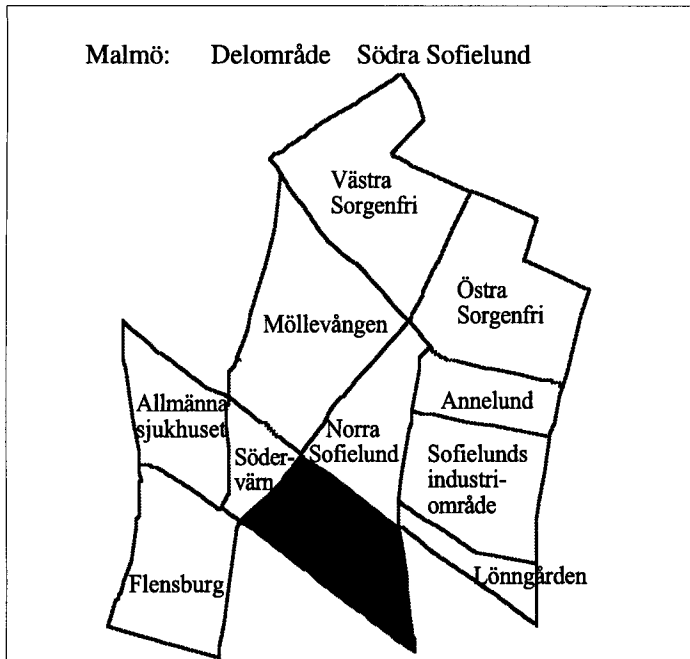 Malmö: Delområde Södra Sofielund
Västra
Sorgenfri
Östra
Sorgenfri
Möllevången
Annelund
Allmänna
sjukhuset
Söder-
värn
Norra
Sofielund
Sofielunds
industri-
område
Flensburg
Lönngården